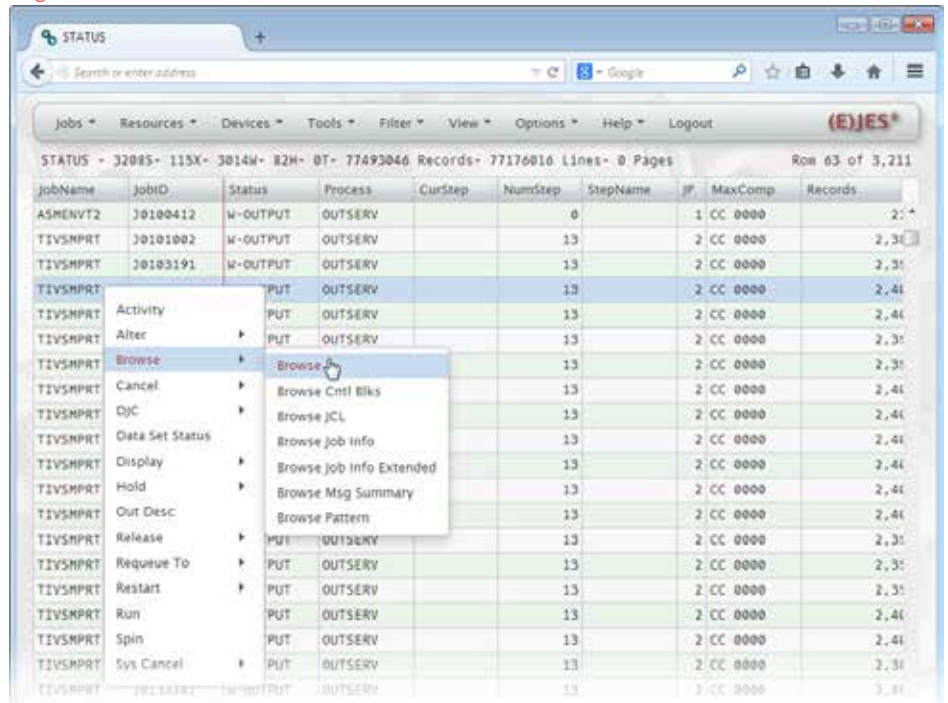 STATUS
Search or enter address
Google
Jobs Resources Devices Tools Filter View Options Help Logout (E)JES®
STATUS - 3208S- 115X- 3014W- 82H- 0T- 77493046 Records- 77176016 Lines- 0 Pages Row 63 of 3,211
JobName JobID Status Process CurStep NumStep StepName JP MaxComp Records
ASMENVT2 J0100412 W-OUTPUT OUTSERV 0 1 CC 0000
TIVSMPRT J0101002 W-OUTPUT OUTSERV 13 2 CC 0000
TIVSMPRT J0103191 W-OUTPUT OUTSERV 13 2 CC 0000
TIVSMPRT PUT OUTSERV 13 2 CC 0000
TIVSMPRT Activity PUT OUTSERV 13 2 CC 0000
TIVSMPRT Alter PUT OUTSERV 13 2 CC 0000
TIVSMPRT Browse Browse 13 2 CC 0000
TIVSMPRT Cancel Browse Cntl Blks 13 2 CC 0000
TIVSMPRT DJC Browse JCL 13 2 CC 0000
TIVSMPRT Data Set Status Browse Job Info 13 2 CC 0000
TIVSMPRT Display Browse Job Info Extended 13 2 CC 0000
TIVSMPRT Hold Browse Msg Summary 13 2 CC 0000
TIVSMPRT Out Desc Browse Pattern 13 2 CC 0000
TIVSMPRT Release PUT OUTSERV 13 2 CC 0000
TIVSMPRT Requeue To PUT OUTSERV 13 2 CC 0000
TIVSMPRT Restart PUT OUTSERV 13 2 CC 0000
TIVSMPRT Run PUT OUTSERV 13 2 CC 0000
TIVSMPRT Spin PUT OUTSERV 13 2 CC 0000
TIVSMPRT Sys Cancel PUT OUTSERV 13 2 CC 0000
TIVSMPRT W-OUTPUT OUTSERV 13 2 CC 0000